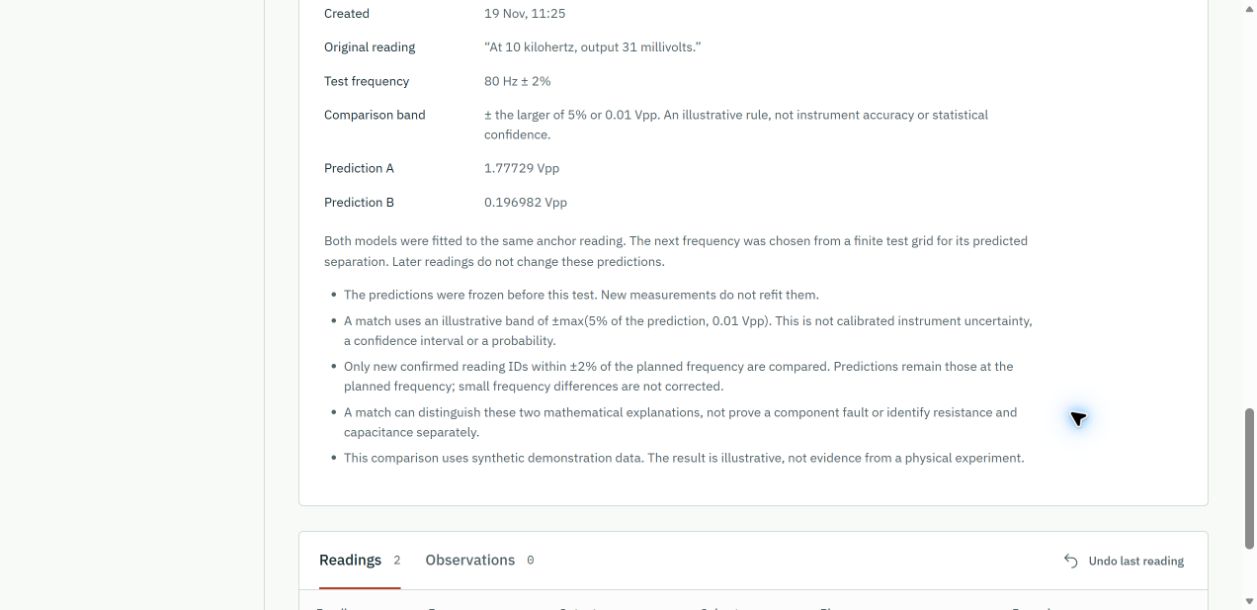 Created 19 Nov, 11:25
Original reading “At 10 kilohertz, output 31 millivolts.”
Test frequency 80 Hz ± 2%
Comparison band ± the larger of 5% or 0.01 Vpp. An illustrative rule, not instrument accuracy or statistical
confidence.
Prediction A 1.77729 Vpp
Prediction B 0.196982 Vpp
Both models were fitted to the same anchor reading. The next frequency was chosen from a finite test grid for its predicted
separation. Later readings do not change these predictions.
• The predictions were frozen before this test. New measurements do not refit them.
• A match uses an illustrative band of ±max(5% of the prediction, 0.01 Vpp). This is not calibrated instrument uncertainty,
a confidence interval or a probability.
• Only new confirmed reading IDs within ±2% of the planned frequency are compared. Predictions remain those at the
planned frequency; small frequency differences are not corrected.
• A match can distinguish these two mathematical explanations, not prove a component fault or identify resistance and
capacitance separately.
• This comparison uses synthetic demonstration data. The result is illustrative, not evidence from a physical experiment.
Readings 2 Observations 0 Undo last reading